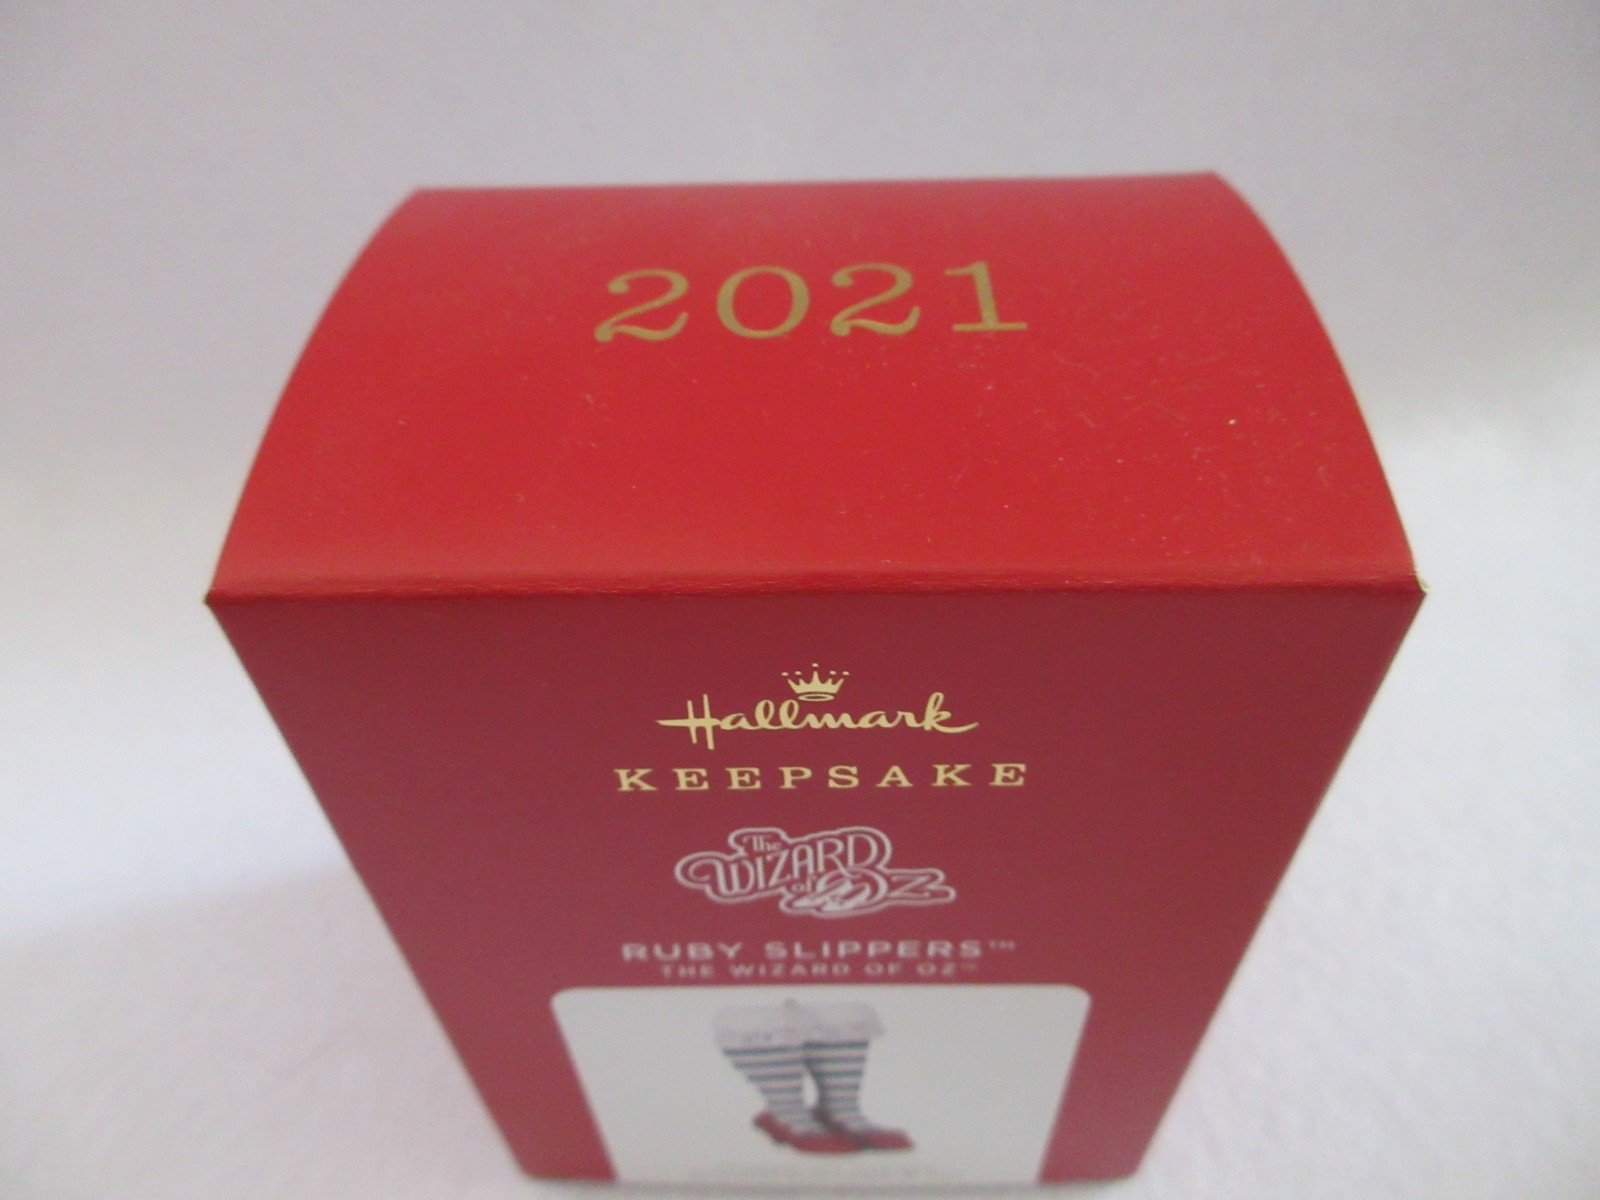 2021
Hallmark
KEEPSAKE
The
WIZARD
of OZ
RUBY SLIPPERS™
THE WIZARD OF OZ™